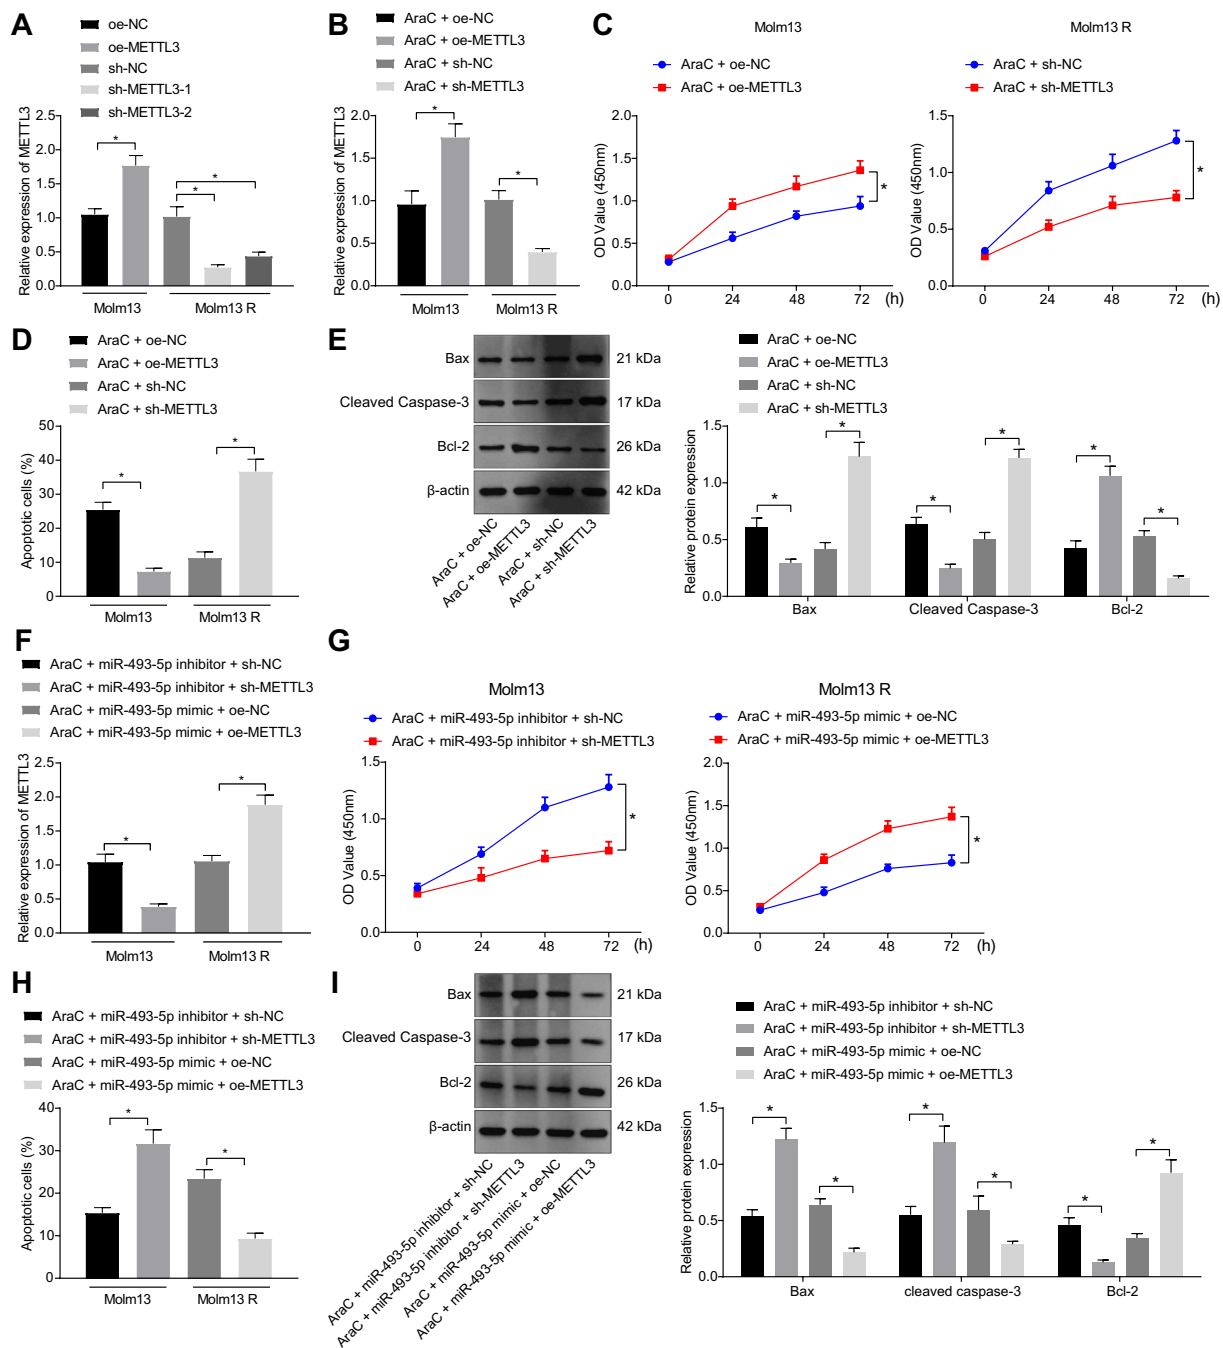 A
oe-NC
oe-METTL3
sh-NC
sh-METTL3-1
sh-METTL3-2
Relative expression of METTL3
2.5
2.0
1.5
1.0
0.5
0.0
*
*
*
Molm13
Molm13 R
B
AraC + oe-NC
AraC + oe-METTL3
AraC + sh-NC
AraC + sh-METTL3
Relative expression of METTL3
2.0
1.5
1.0
0.5
0.0
*
*
Molm13
Molm13 R
C
Molm13
AraC + oe-NC
AraC + oe-METTL3
OD Value (450nm)
2.0
1.5
1.0
0.5
0.0
*
0 24 48 72 (h)
Molm13 R
AraC + sh-NC
AraC + sh-METTL3
OD Value (450nm)
1.5
1.0
0.5
0.0
*
0 24 48 72 (h)
D
AraC + oe-NC
AraC + oe-METTL3
AraC + sh-NC
AraC + sh-METTL3
Apoptotic cells (%)
50
40
30
20
10
0
*
*
Molm13
Molm13 R
E
Bax 21 kDa
Cleaved Caspase-3 17 kDa
Bcl-2 26 kDa
β-actin 42 kDa
AraC + oe-NC
AraC + oe-METTL3
AraC + sh-NC
AraC + sh-METTL3
AraC + oe-NC
AraC + oe-METTL3
AraC + sh-NC
AraC + sh-METTL3
Relative protein expression
1.5
1.0
0.5
0.0
*
*
*
*
*
*
Bax
Cleaved Caspase-3
Bcl-2
F
AraC + miR-493-5p inhibitor + sh-NC
AraC + miR-493-5p inhibitor + sh-METTL3
AraC + miR-493-5p mimic + oe-NC
AraC + miR-493-5p mimic + oe-METTL3
Relative expression of METTL3
2.5
2.0
1.5
1.0
0.5
0.0
*
*
Molm13
Molm13 R
G
Molm13
AraC + miR-493-5p inhibitor + sh-NC
AraC + miR-493-5p inhibitor + sh-METTL3
OD Value (450nm)
1.5
1.0
0.5
0.0
*
0 24 48 72 (h)
Molm13 R
AraC + miR-493-5p mimic + oe-NC
AraC + miR-493-5p mimic + oe-METTL3
OD Value (450nm)
2.0
1.5
1.0
0.5
0.0
*
0 24 48 72 (h)
H
AraC + miR-493-5p inhibitor + sh-NC
AraC + miR-493-5p inhibitor + sh-METTL3
AraC + miR-493-5p mimic + oe-NC
AraC + miR-493-5p mimic + oe-METTL3
Apoptotic cells (%)
40
30
20
10
0
*
*
Molm13
Molm13 R
I
Bax 21 kDa
Cleaved Caspase-3 17 kDa
Bcl-2 26 kDa
β-actin 42 kDa
AraC + miR-493-5p inhibitor + sh-NC
AraC + miR-493-5p inhibitor + sh-METTL3
AraC + miR-493-5p mimic + oe-NC
AraC + miR-493-5p mimic + oe-METTL3
AraC + miR-493-5p inhibitor + sh-NC
AraC + miR-493-5p inhibitor + sh-METTL3
AraC + miR-493-5p mimic + oe-NC
AraC + miR-493-5p mimic + oe-METTL3
Relative protein expression
1.5
1.0
0.5
0.0
*
*
*
*
*
*
Bax
cleaved caspase-3
Bcl-2